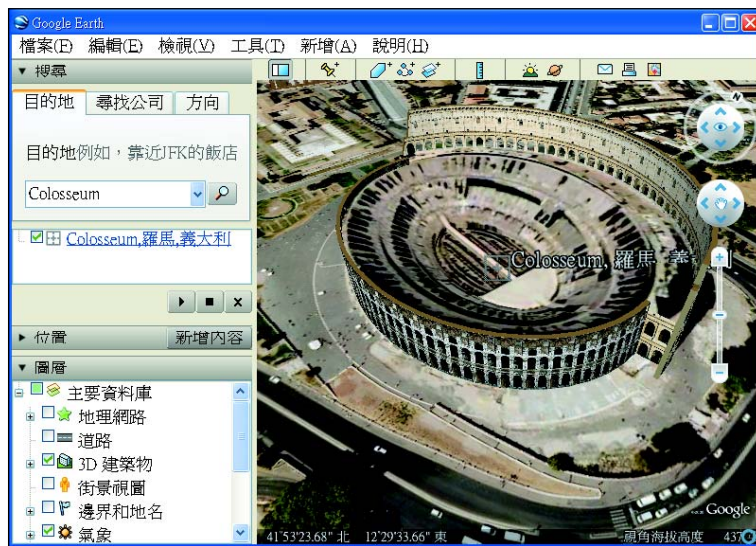 Google Earth
檔案(F) 編輯(E) 檢視(V) 工具(T) 新增(A) 說明(H)
▼ 搜尋
目的地 尋找公司 方向
目的地例如，靠近JFK的飯店
Colosseum
Colosseum,羅馬,義大利
位置 新增內容
▼ 圖層
主要資料庫
地理網路
道路
3D 建築物
街景視圖
邊界和地名
氣象
N
Colosseum, 羅馬 義 利
Google
41°53'23.68" 北 12°29'33.66" 東 視角海拔高度 437